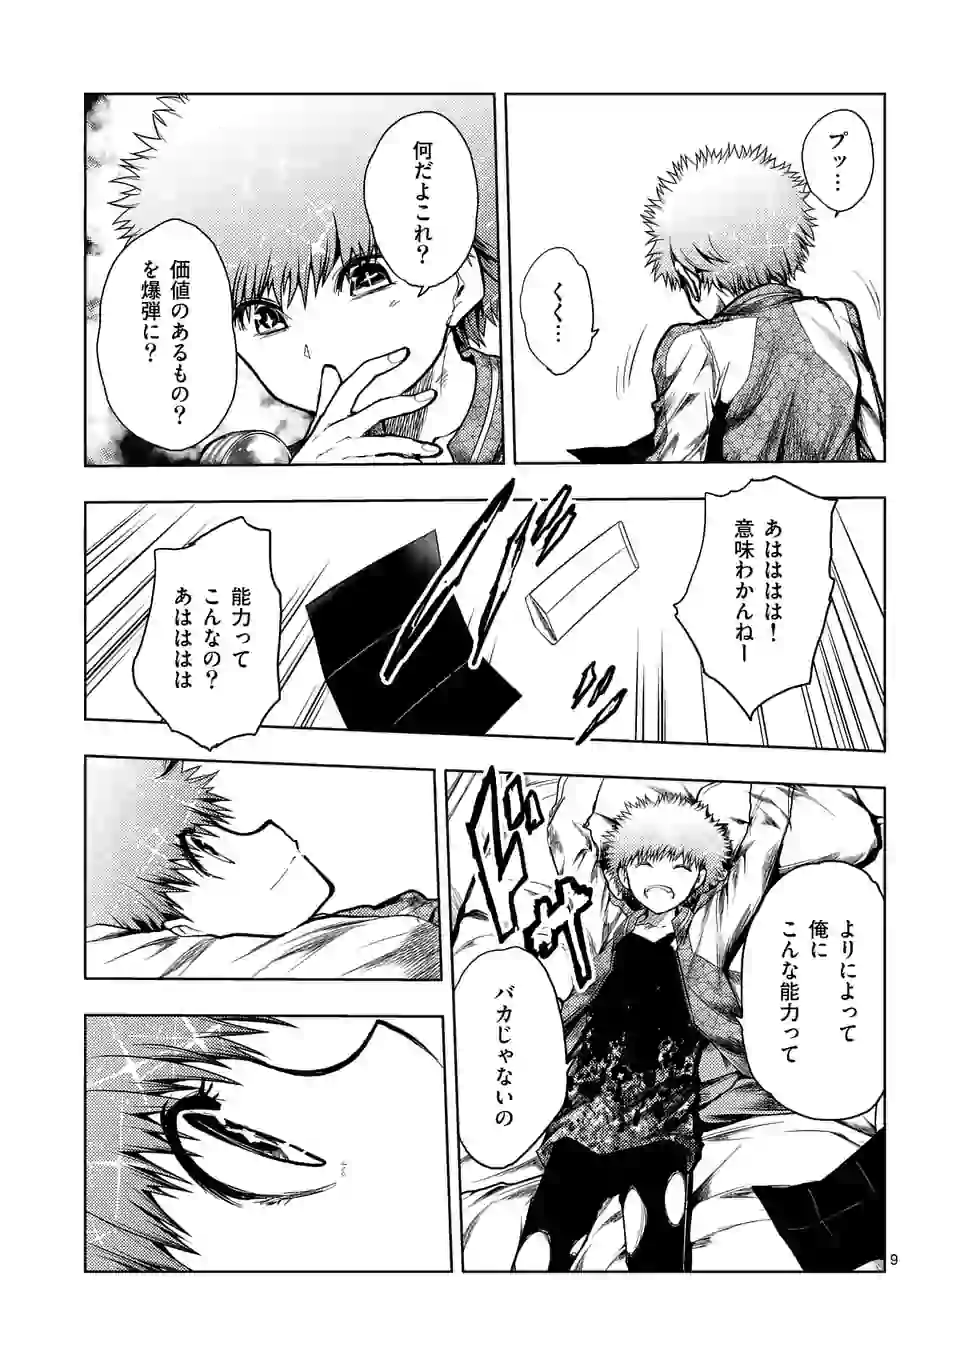 プッ…
くく…
何だよこれ?
価値のあるもの?
を爆弾に?
あはははは!
意味わかんねー
能力って
こんなの?
あはははは
よりによって
俺に
こんな能力って
バカじゃないの
ドサ
9